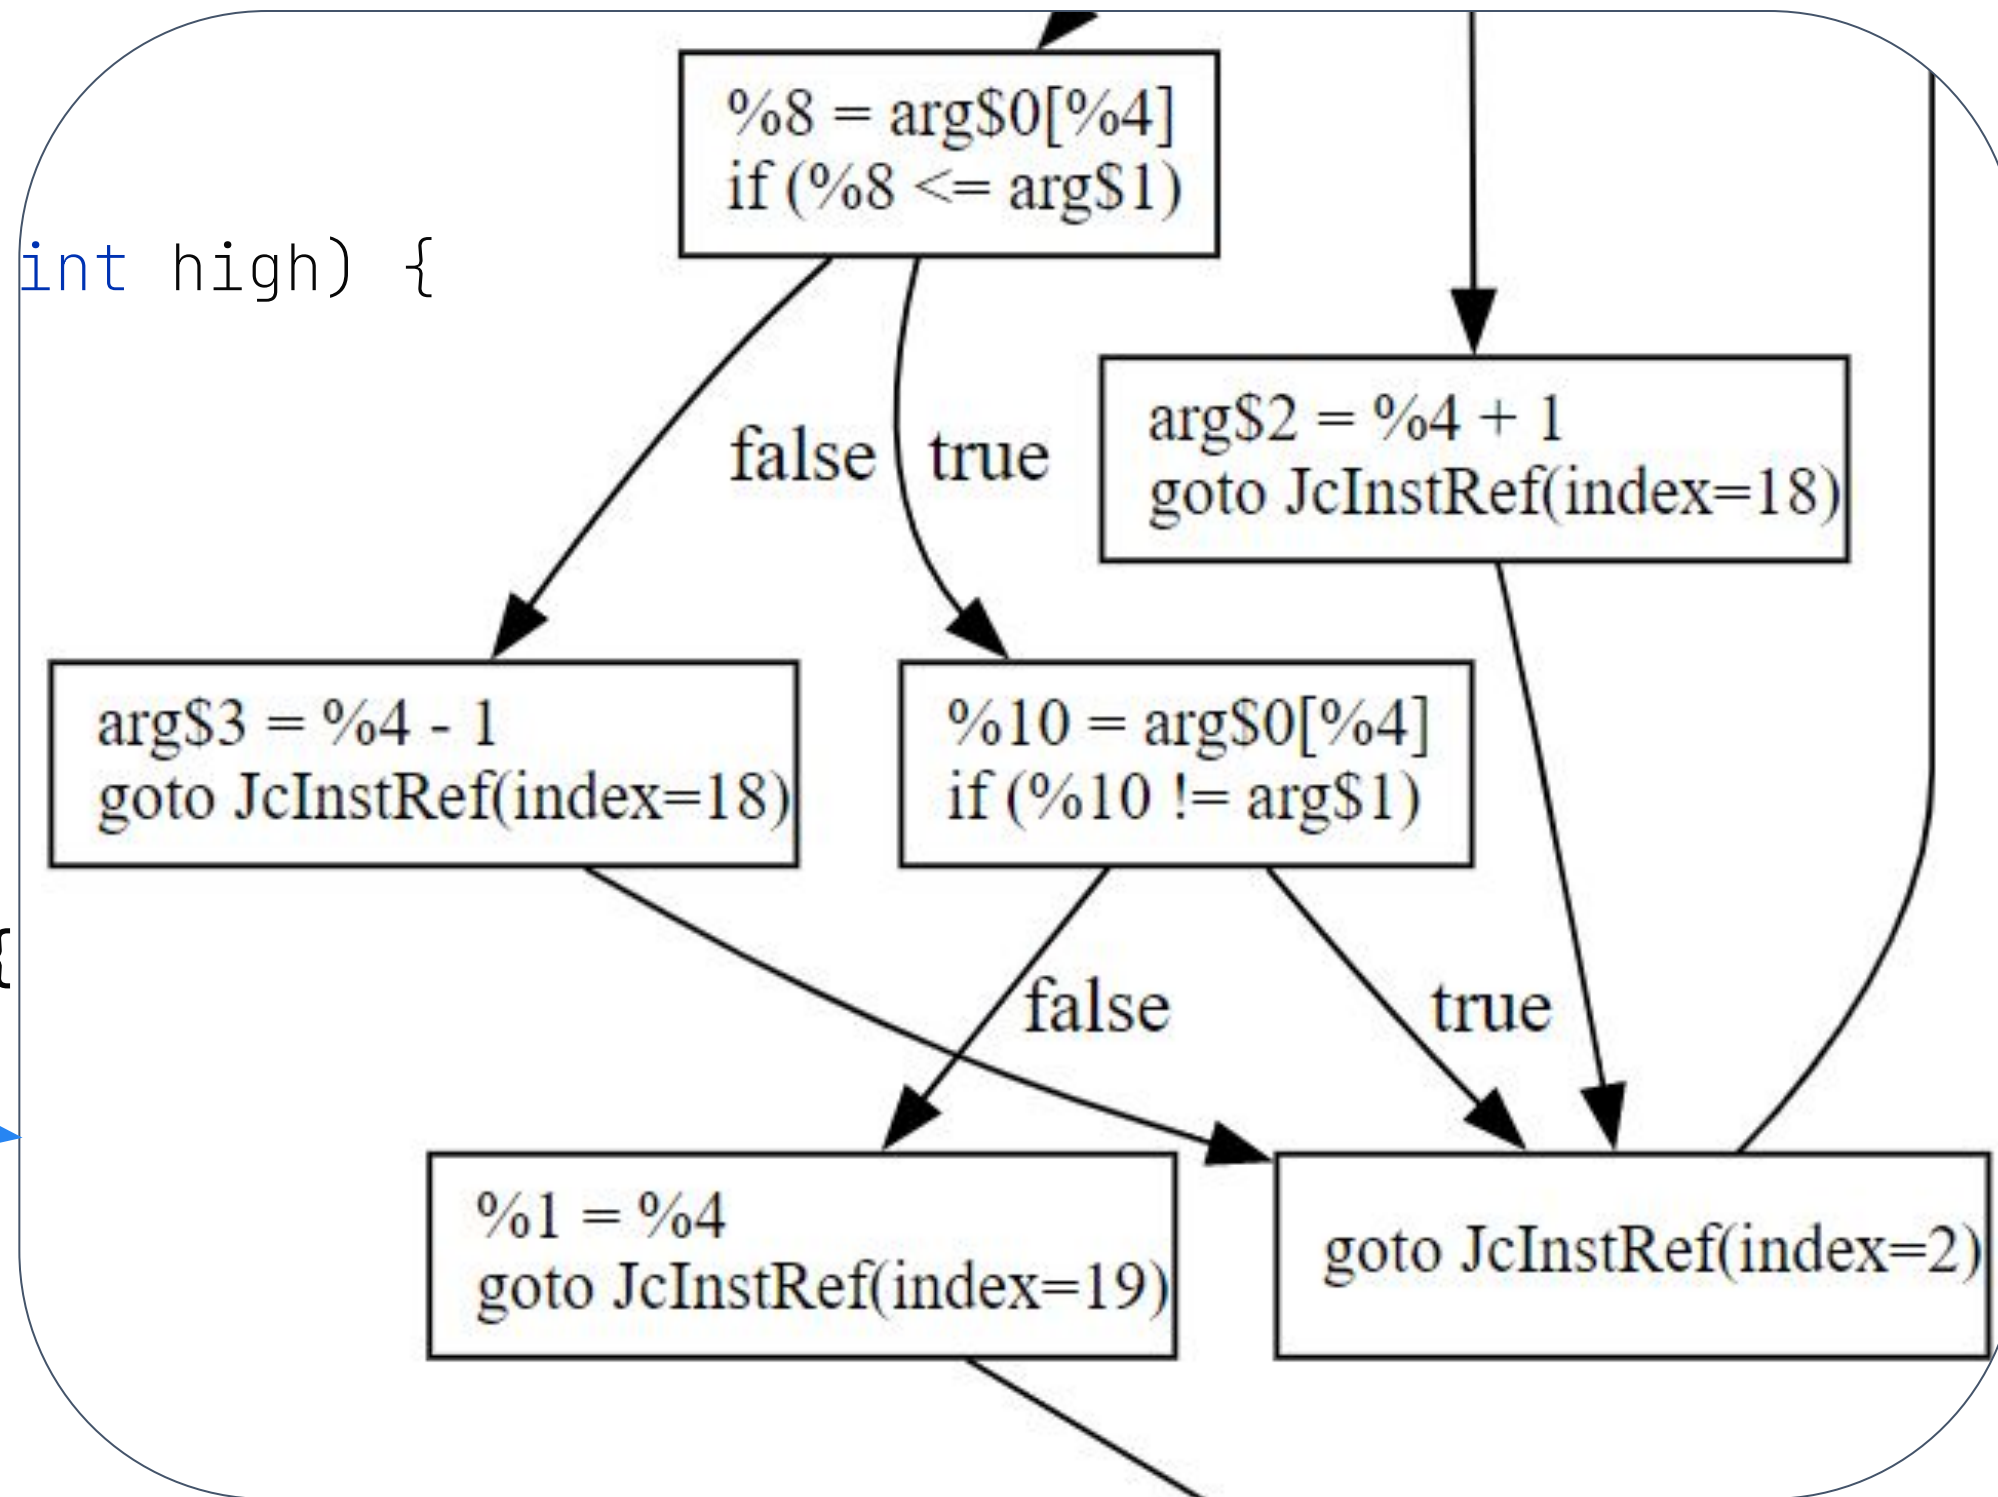 %8 = arg$0[%4]
if (%8 <= arg$1)
int high) {
arg$2 = %4 + 1
goto JcInstRef(index=18)
false
true
arg$3 = %4 - 1
goto JcInstRef(index=18)
%10 = arg$0[%4]
if (%10 != arg$1)
{
false
true
%1 = %4
goto JcInstRef(index=19)
goto JcInstRef(index=2)